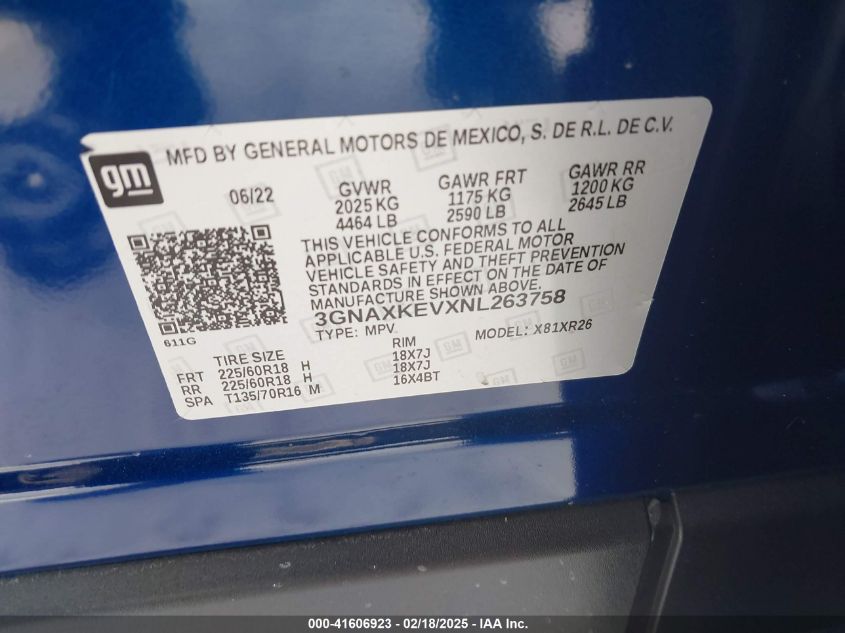 gm
MFD BY GENERAL MOTORS DE MEXICO, S. DE R.L. DE C.V.
06/22 GVWR GAWR FRT GAWR RR
2025 KG 1175 KG 1200 KG
4464 LB 2590 LB 2645 LB
THIS VEHICLE CONFORMS TO ALL
APPLICABLE U.S. FEDERAL MOTOR
VEHICLE SAFETY AND THEFT PREVENTION
STANDARDS IN EFFECT ON THE DATE OF
MANUFACTURE SHOWN ABOVE.
3GNAXKEVXNL263758
611G
TYPE: MPV MODEL: X81XR26
TIRE SIZE RIM
FRT 225/60R18 H 18X7J
RR 225/60R18 H 18X7J
SPA T135/70R16 M 16X4BT
000-41606923 - 02/18/2025 - IAA Inc.